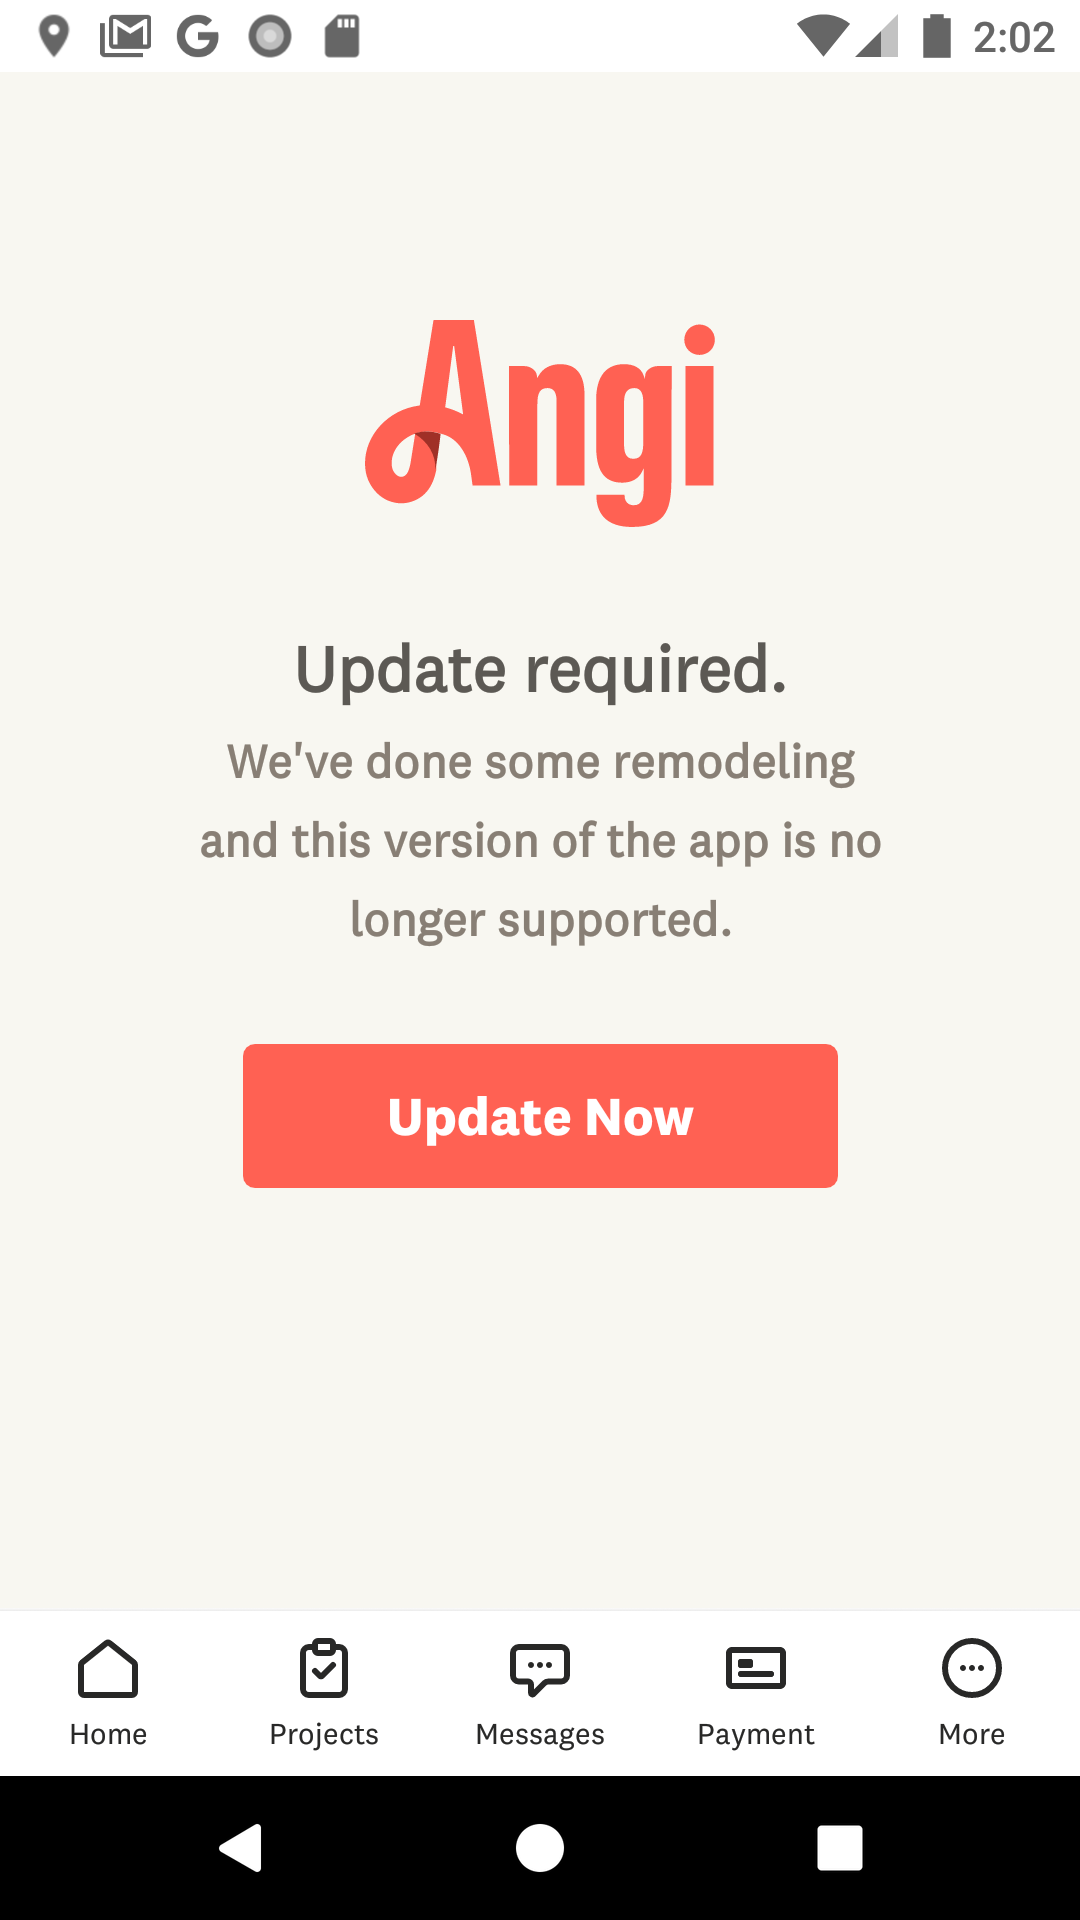 2:02
Angi
Update required.
We've done some remodeling
and this version of the app is no
longer supported.
Update Now
Home
Projects
Messages
Payment
More